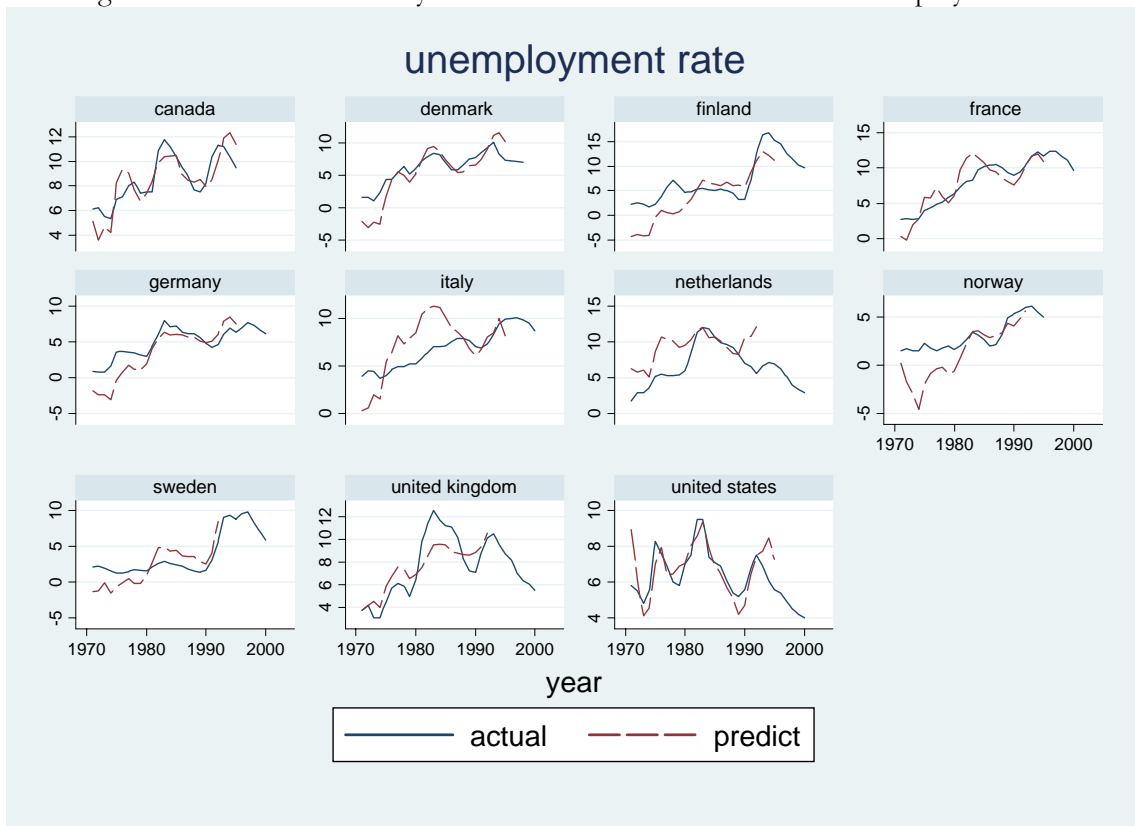 unemployment rate
canada denmark finland france
4 6 8 10 12
-5 0 5 10
-5 0 5 10 15
0 5 10 15
germany italy netherlands norway
-5 0 5 10
0 5 10
0 5 10 15
-5 0 5
1970 1980 1990 2000
sweden united kingdom united states
-5 0 5 10
4 6 8 10 12
4 6 8 10
1970 1980 1990 2000 1970 1980 1990 2000 1970 1980 1990 2000
year
actual predict